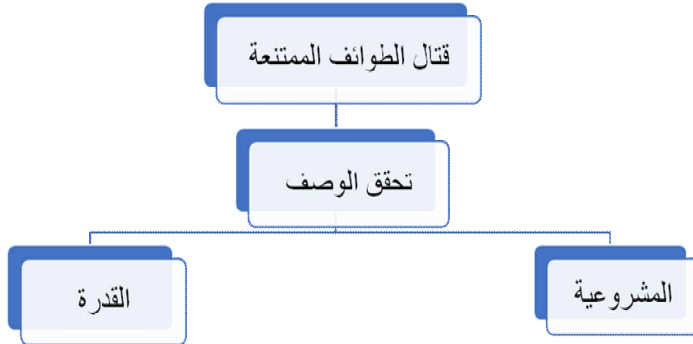 قتال الطوائف الممتنعة
تحقق الوصف
المشروعية
القدرة